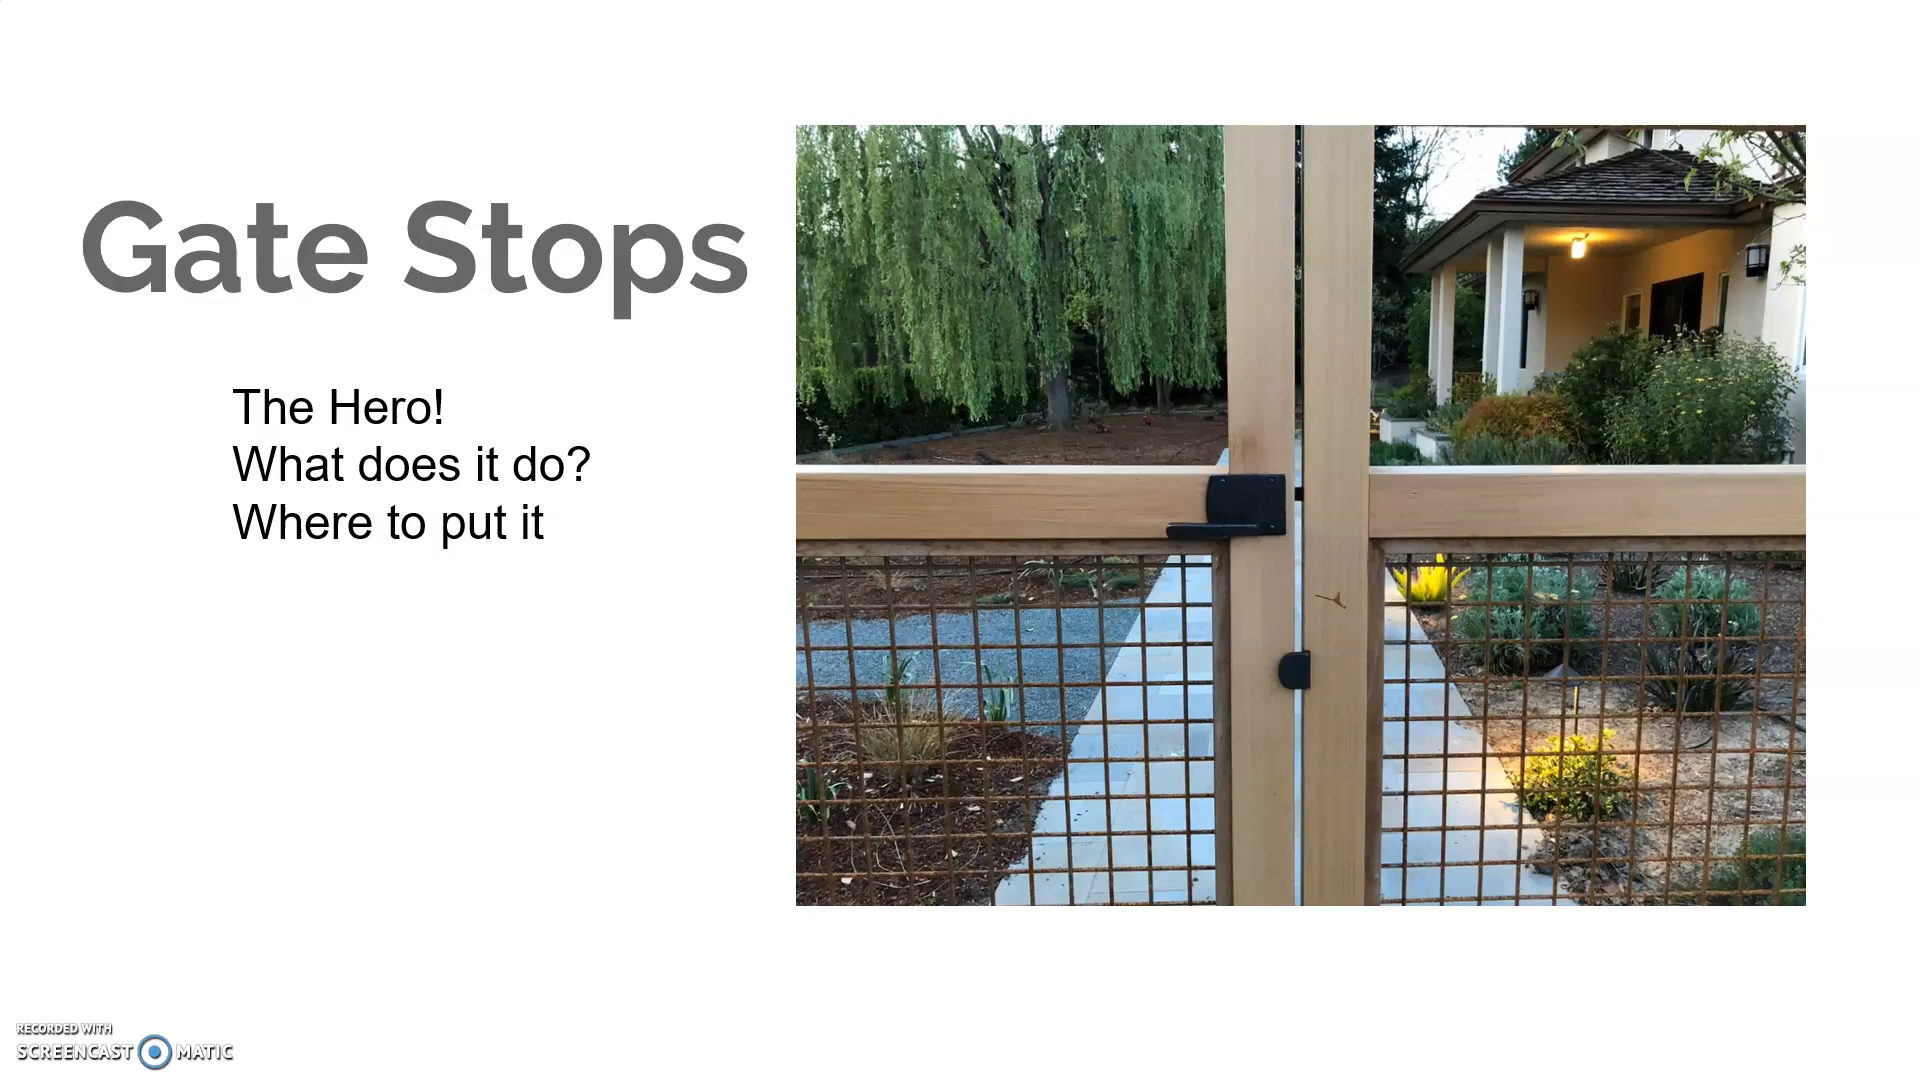 Gate Stops
The Hero!
What does it do?
Where to put it
RECORDED WITH
SCREENCAST MATIC